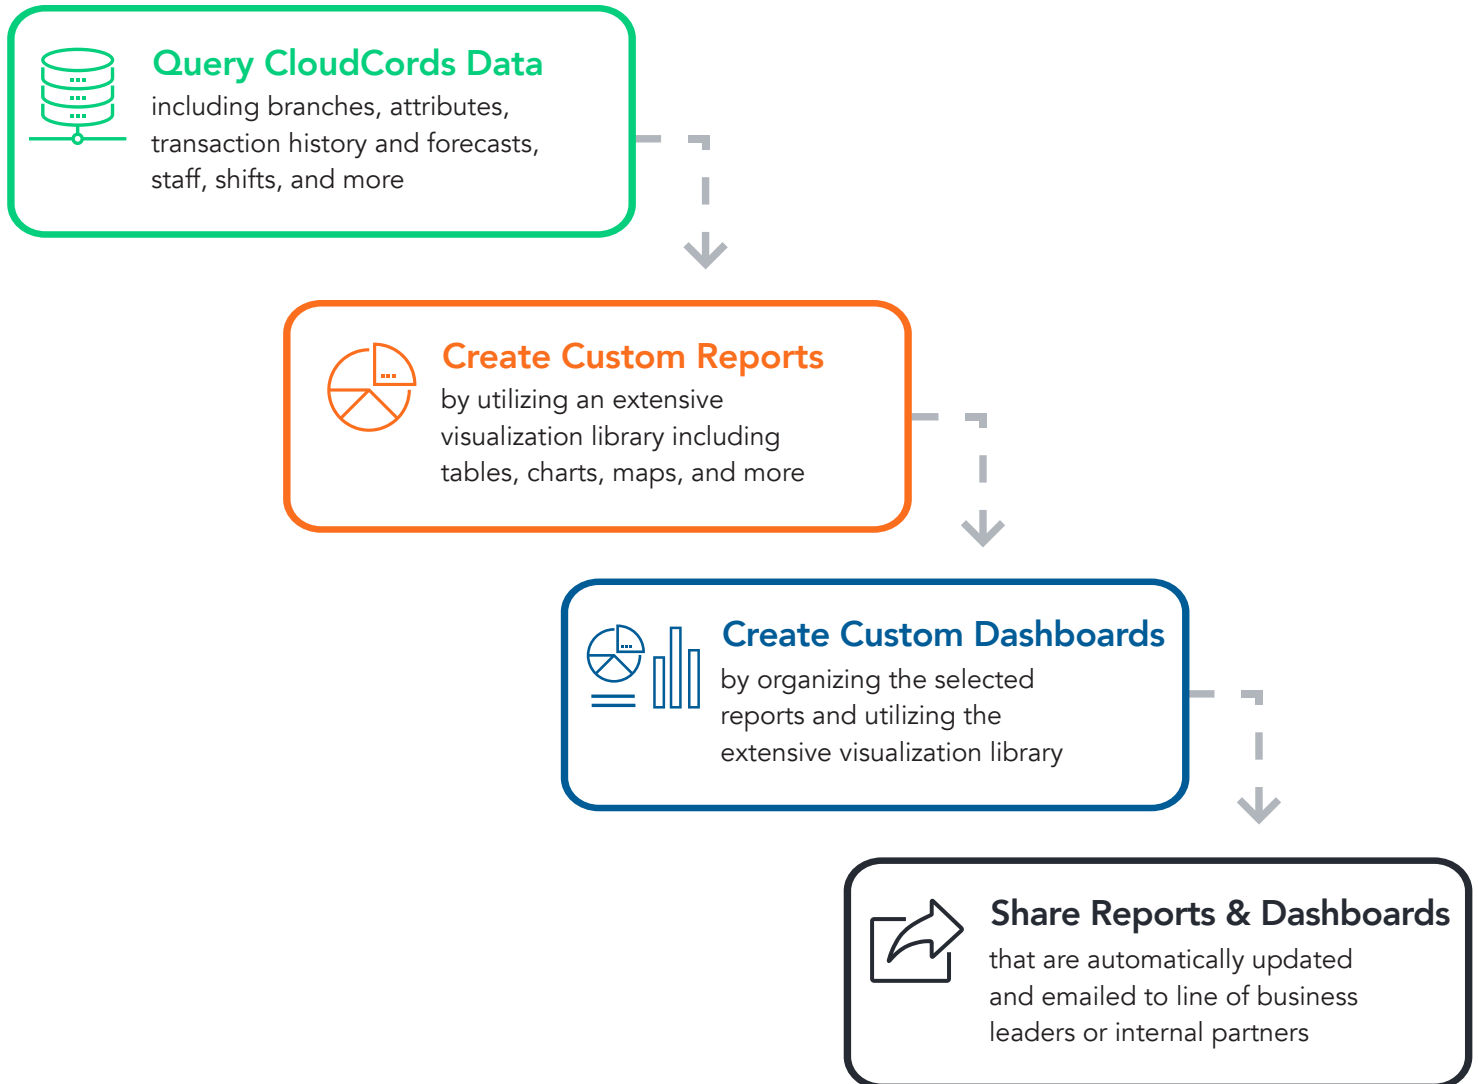 Query CloudCords Data
including branches, attributes,
transaction history and forecasts,
staff, shifts, and more
Create Custom Reports
by utilizing an extensive
visualization library including
tables, charts, maps, and more
Create Custom Dashboards
by organizing the selected
reports and utilizing the
extensive visualization library
Share Reports & Dashboards
that are automatically updated
and emailed to line of business
leaders or internal partners